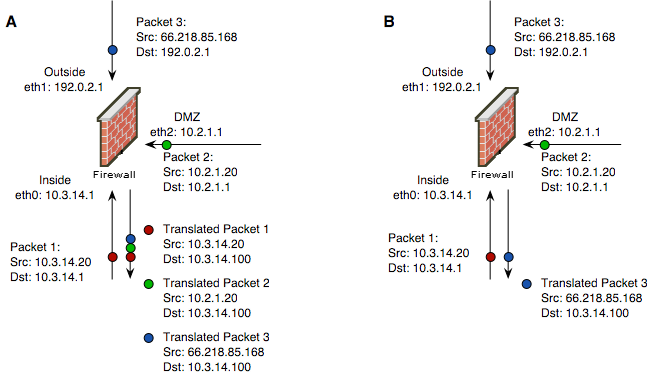 A
Packet 3:
Src: 66.218.85.168
Dst: 192.0.2.1
Outside
eth1: 192.0.2.1
DMZ
eth2: 10.2.1.1
Packet 2:
Src: 10.2.1.20
Dst: 10.2.1.1
Firewall
Inside
eth0: 10.3.14.1
Packet 1:
Src: 10.3.14.20
Dst: 10.3.14.1
Translated Packet 1
Src: 10.3.14.20
Dst: 10.3.14.100
Translated Packet 2
Src: 10.2.1.20
Dst: 10.3.14.100
Translated Packet 3
Src: 66.218.85.168
Dst: 10.3.14.100
B
Packet 3:
Src: 66.218.85.168
Dst: 192.0.2.1
Outside
eth1: 192.0.2.1
DMZ
eth2: 10.2.1.1
Packet 2:
Src: 10.2.1.20
Dst: 10.2.1.1
Firewall
Inside
eth0: 10.3.14.1
Packet 1:
Src: 10.3.14.20
Dst: 10.3.14.1
Translated Packet 3
Src: 66.218.85.168
Dst: 10.3.14.100